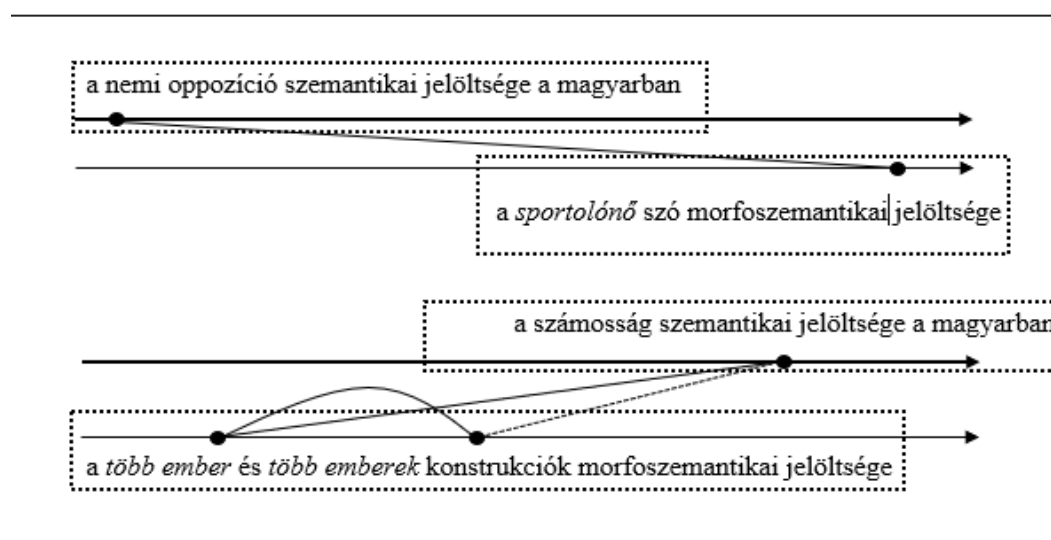 a nemi oppozíció szemantikai jelöltsége a magyarban
a sportolónő szó morfoszemantikai jelöltsége
a számosság szemantikai jelöltsége a magyarban
a több ember és több emberek konstrukciók morfoszemantikai jelöltsége